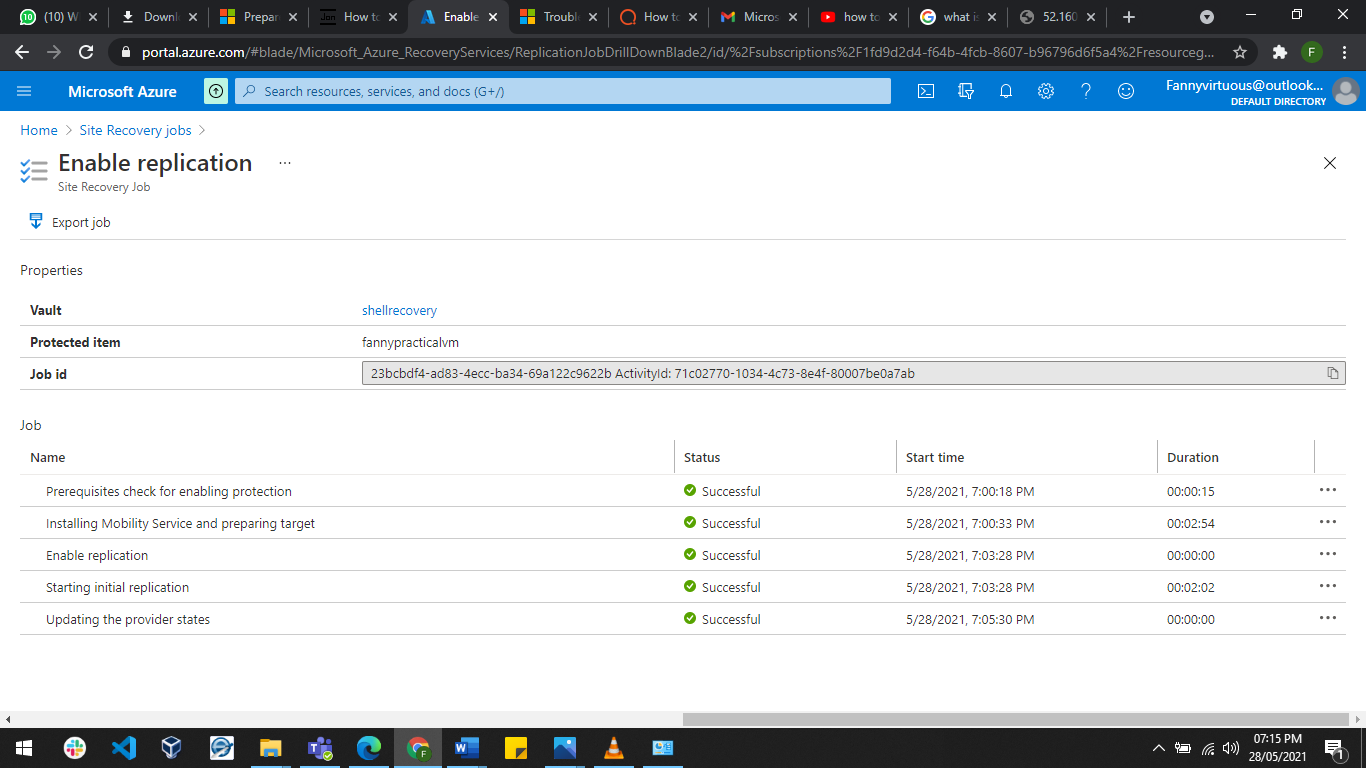 (10) W
Downlo
Prepar
Jon
How to
Enable
Troubl
How to
Micros
how to
what is
52.160
portal.azure.com/#blade/Microsoft_Azure_RecoveryServices/ReplicationJobDrillDownBlade2/id/%2Fsubscriptions%2F1fd9d2d4-f64b-4fcb-8607-b96796d6f5a4%2Fresourceg...
F
Microsoft Azure
Search resources, services, and docs (G+/)
Fannyvirtuous@outlook...
DEFAULT DIRECTORY
Home > Site Recovery jobs >
Enable replication ...
Site Recovery Job
Export job
Properties
Vault shellrecovery
Protected item fannypracticalvm
Job id 23bcbdf4-ad83-4ecc-ba34-69a122c9622b ActivityId: 71c02770-1034-4c73-8e4f-80007be0a7ab
Job
Name Status Start time Duration
Prerequisites check for enabling protection Successful 5/28/2021, 7:00:18 PM 00:00:15
Installing Mobility Service and preparing target Successful 5/28/2021, 7:00:33 PM 00:02:54
Enable replication Successful 5/28/2021, 7:03:28 PM 00:00:00
Starting initial replication Successful 5/28/2021, 7:03:28 PM 00:02:02
Updating the provider states Successful 5/28/2021, 7:05:30 PM 00:00:00
07:15 PM
28/05/2021
1